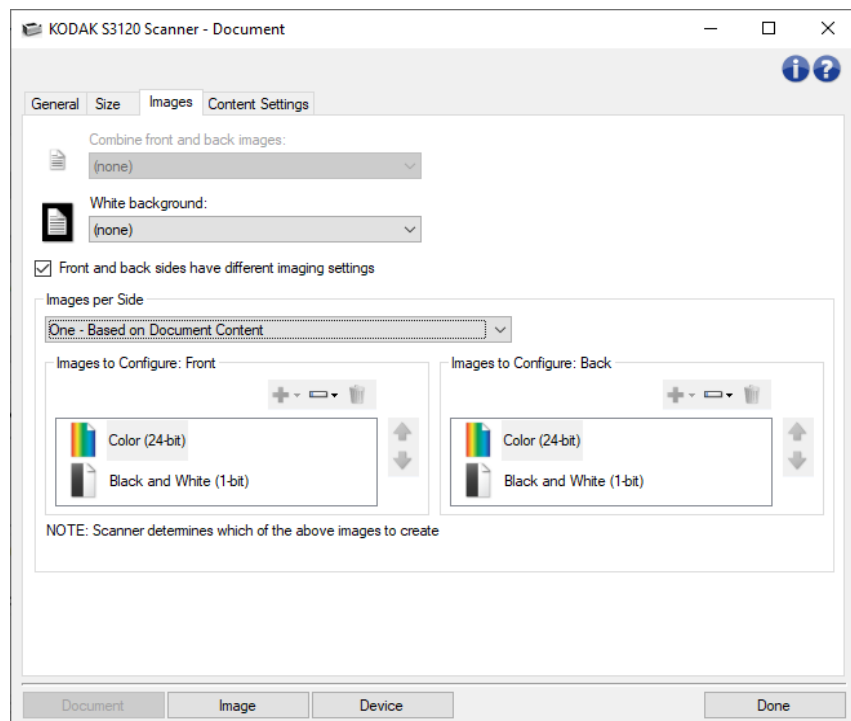 KODAK S3120 Scanner - Document
General Size Images Content Settings
Combine front and back images:
(none)
White background:
(none)
Front and back sides have different imaging settings
Images per Side
One - Based on Document Content
Images to Configure: Front
Color (24-bit)
Black and White (1-bit)
Images to Configure: Back
Color (24-bit)
Black and White (1-bit)
NOTE: Scanner determines which of the above images to create
Document Image Device Done